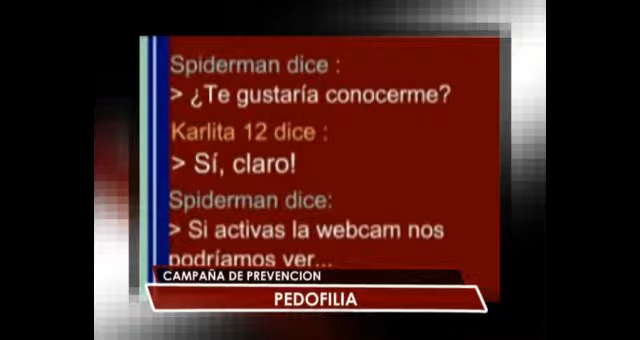 Spiderman dice :
> ¿Te gustaría conocerme?
Karlita 12 dice :
> Sí, claro!
Spiderman dice:
> Si activas la webcam nos
podríamos ver...
CAMPAÑA DE PREVENCION
PEDOFILIA